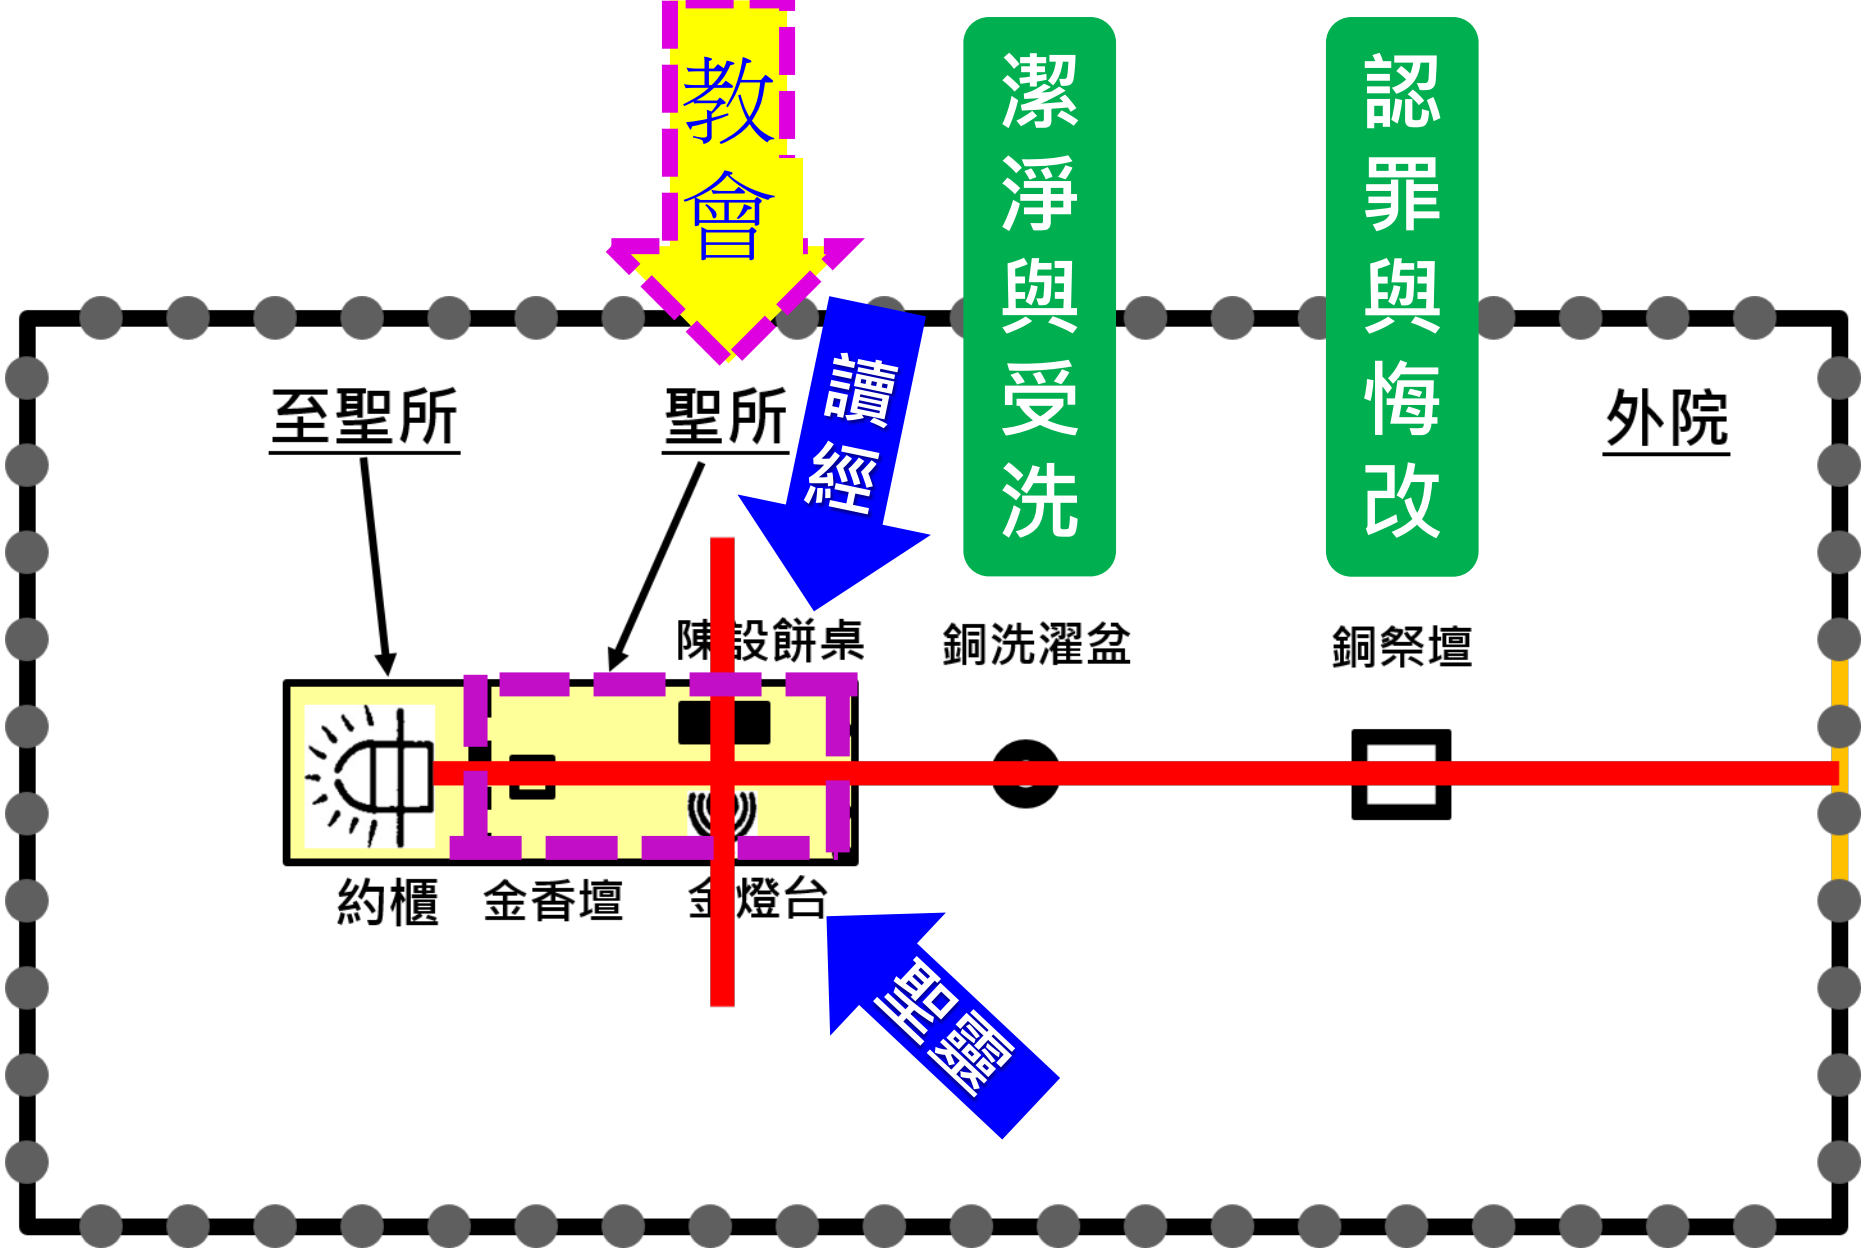 教會
潔淨與受洗
認罪與悔改
讀經
至聖所
聖所
外院
陳設餅桌
銅洗濯盆
銅祭壇
約櫃
金香壇
金燈台
聖靈